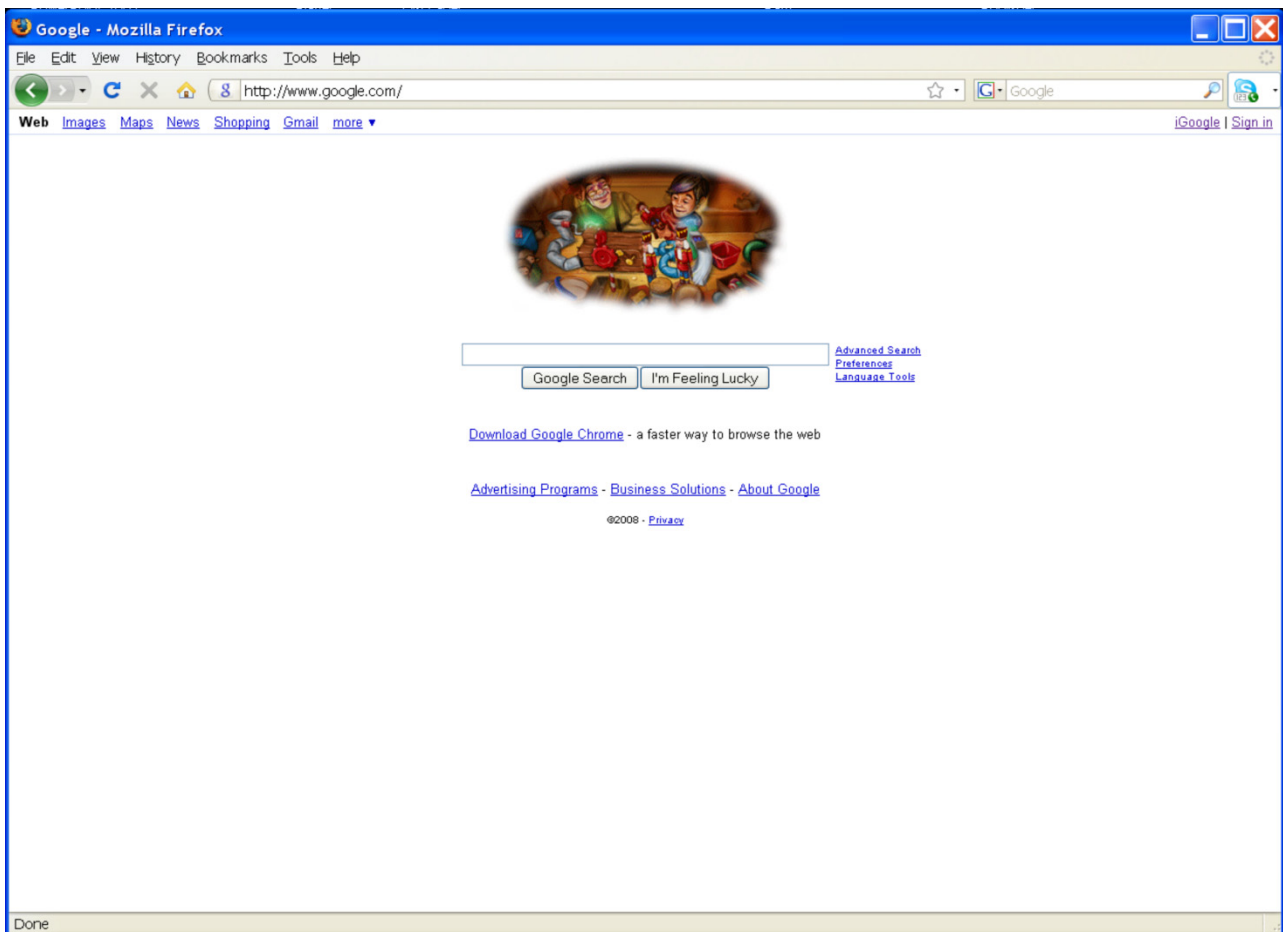 Google - Mozilla Firefox
File Edit View History Bookmarks Tools Help
8 http://www.google.com/ G Google
Web Images Maps News Shopping Gmail more ▼ iGoogle | Sign in
Advanced Search
Preferences
Language Tools
Google Search I'm Feeling Lucky
Download Google Chrome - a faster way to browse the web
Advertising Programs - Business Solutions - About Google
©2008 - Privacy
Done